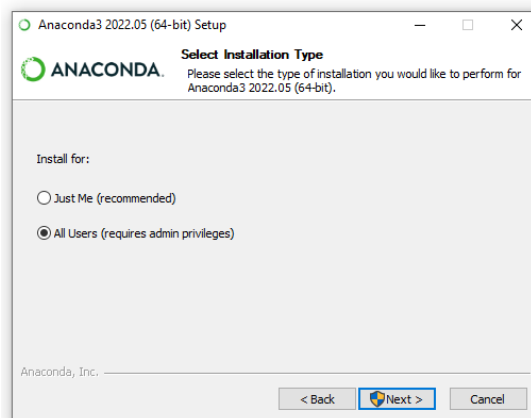 Anaconda3 2022.05 (64-bit) Setup
ANACONDA.
Select Installation Type
Please select the type of installation you would like to perform for
Anaconda3 2022.05 (64-bit).
Install for:
Just Me (recommended)
All Users (requires admin privileges)
Anaconda, Inc.
< Back
Next >
Cancel